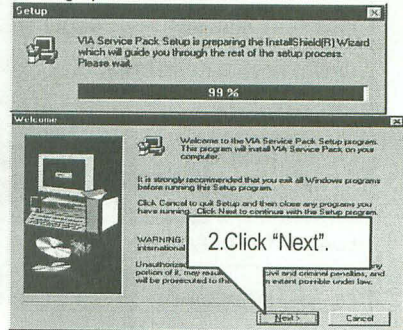 Setup
VIA Service Pack Setup is preparing the InstallShield(R) Wizard
which will guide you through the rest of the setup process.
Please wait.
99 %
Welcome
Welcome to the VIA Service Pack Setup program.
This program will install VIA Service Pack on your
computer.
It is strongly recommended that you exit all Windows programs
before running this Setup program.
Click Cancel to quit Setup and then close any programs you
have running. Click Next to continue with the Setup program.
WARNING:
international
2.Click “Next”.
Unauthorized any
portion of it, may result civil and criminal penalties, and
will be prosecuted to the extent possible under law.
Next >
Cancel